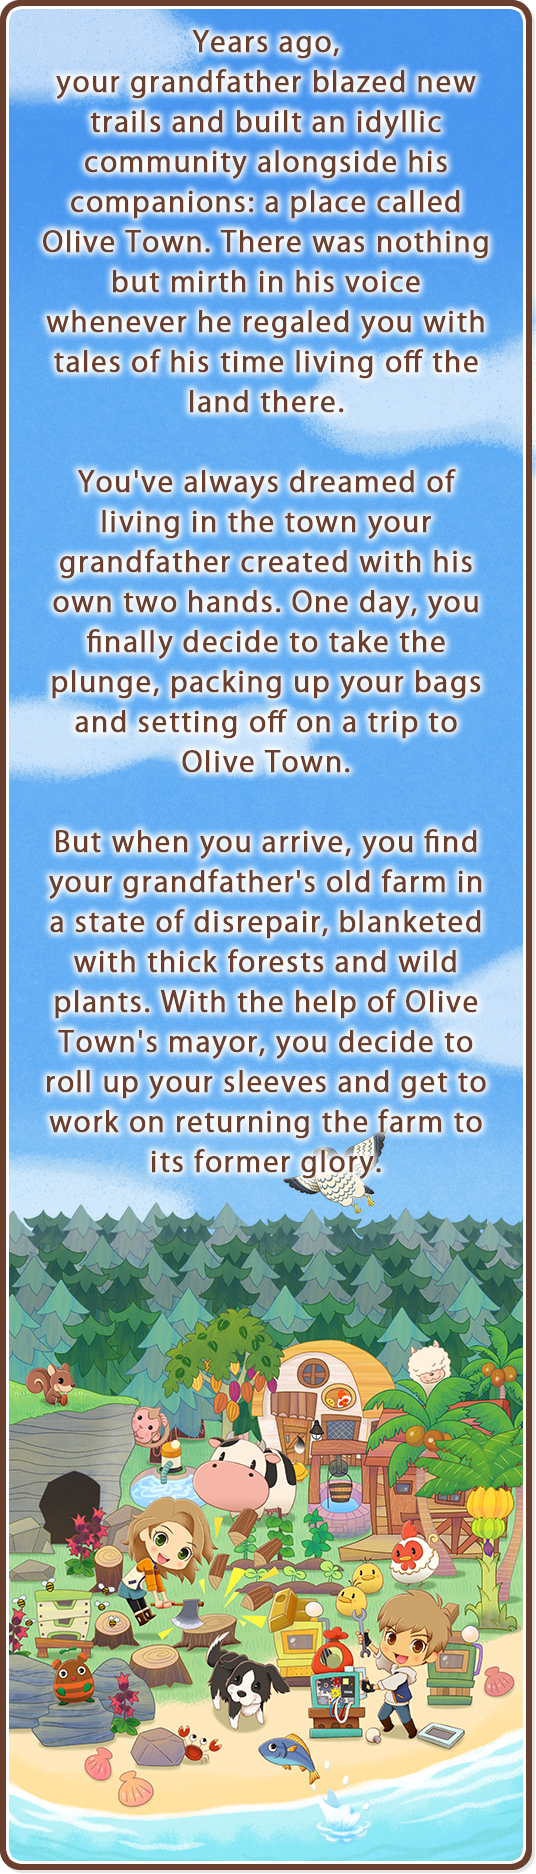 Years ago,
your grandfather blazed new
trails and built an idyllic
community alongside his
companions: a place called
Olive Town. There was nothing
but mirth in his voice
whenever he regaled you with
tales of his time living off the
land there.
You've always dreamed of
living in the town your
grandfather created with his
own two hands. One day, you
finally decide to take the
plunge, packing up your bags
and setting off on a trip to
Olive Town.
But when you arrive, you find
your grandfather's old farm in
a state of disrepair, blanketed
with thick forests and wild
plants. With the help of Olive
Town's mayor, you decide to
roll up your sleeves and get to
work on returning the farm to
its former glory.